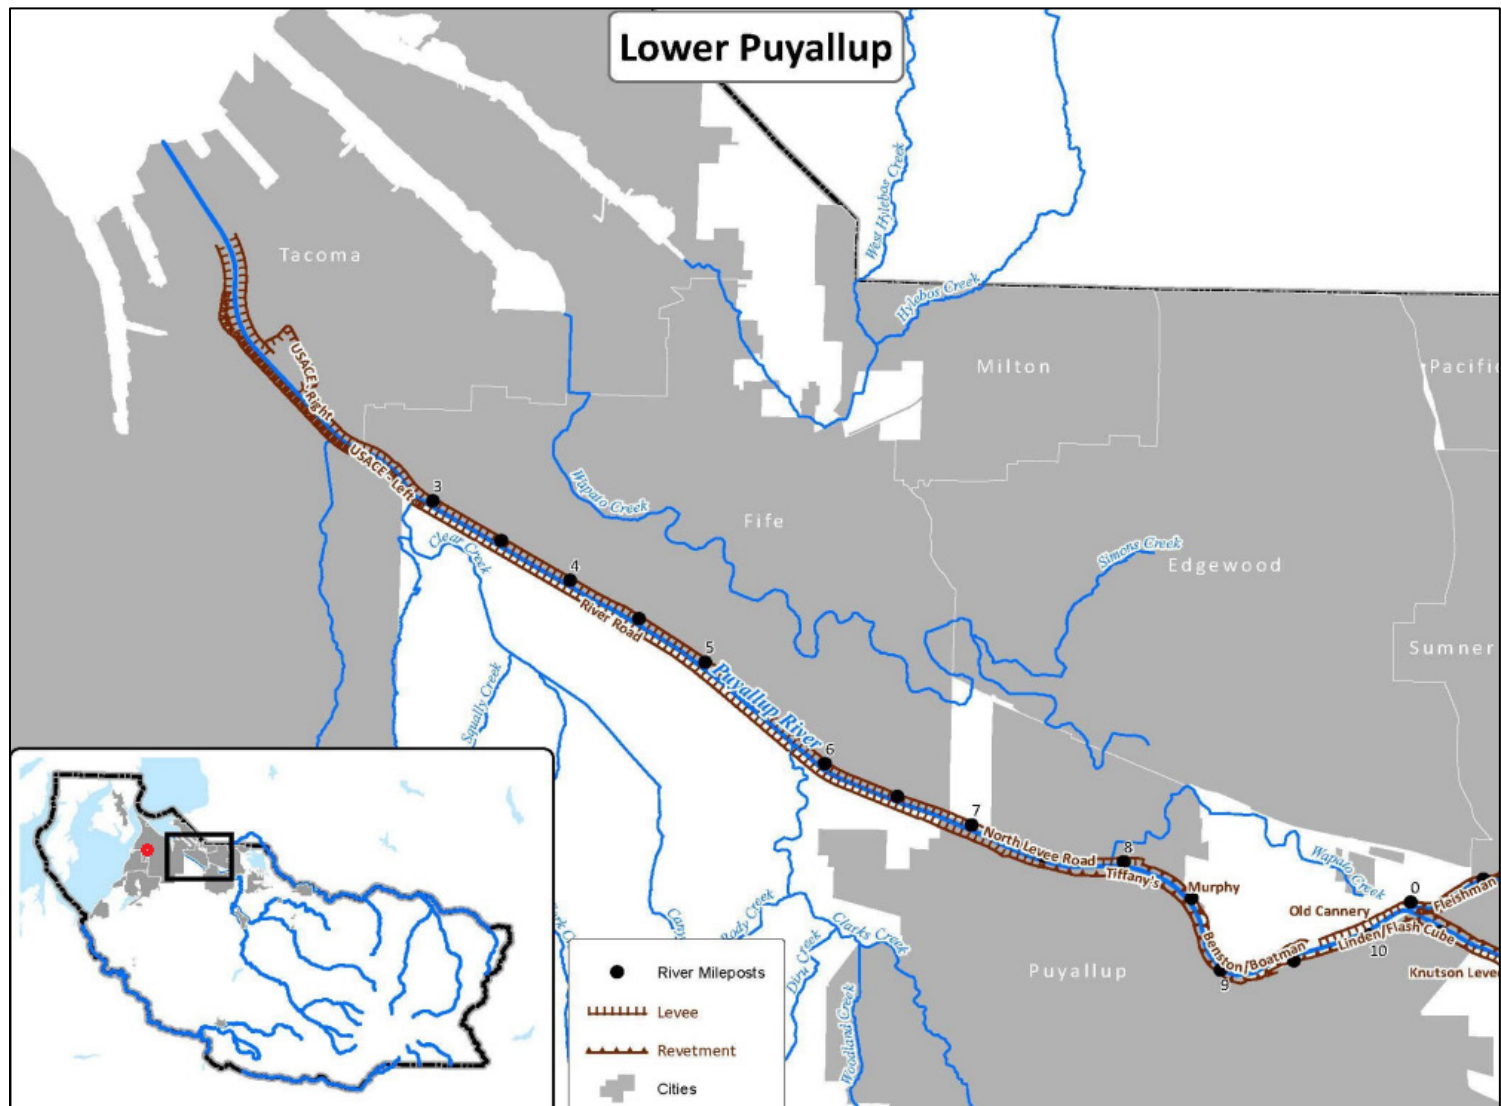 Lower Puyallup
West Hylebos Creek
Tacoma
Hylebos Creek
USACE - Right
Milton
Pacific
USACE - Left
3
Wapato Creek
Fife
Clear Creek
Simons Creek
Edgewood
4
River Road
5
Sumner
Squally Creek
Puyallup River
6
7
North Levee Road
8
Tiffany's
Murphy
Wapato Creek
0
Fleishman
Old Cannery
Benston/Boatman
Linden/Flash Cube
10
9
Puyallup
Knutson Levee
Body Creek
Clarks Creek
Diru Creek
Woodland Creek
River Mileposts
Levee
Revetment
Cities